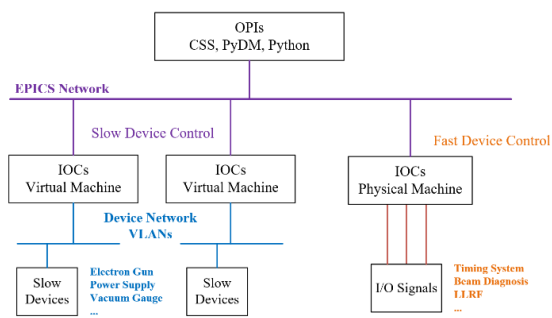 OPIs
CSS, PyDM, Python
EPICS Network
Slow Device Control
Fast Device Control
IOCs
Virtual Machine
IOCs
Virtual Machine
IOCs
Physical Machine
Device Network
VLANs
Slow
Devices
Electron Gun
Power Supply
Vacuum Gauge
...
Slow
Devices
I/O Signals
Timing System
Beam Diagnosis
LLRF
...